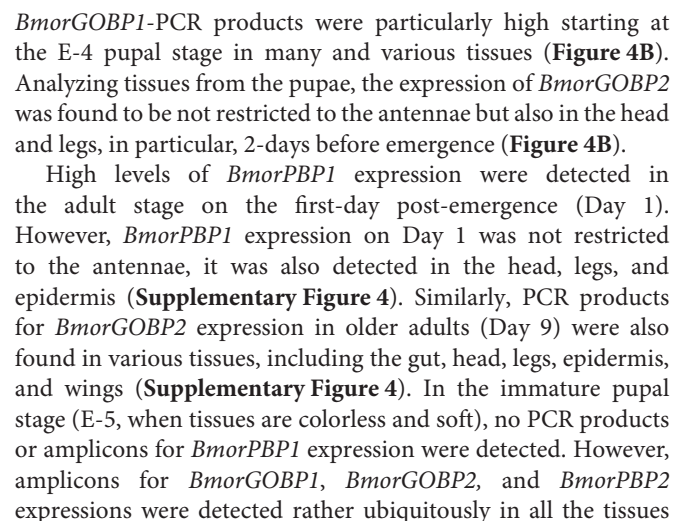 BmorGOBP1-PCR products were particularly high starting at
the E-4 pupal stage in many and various tissues (Figure 4B).
Analyzing tissues from the pupae, the expression of BmorGOBP2
was found to be not restricted to the antennae but also in the head
and legs, in particular, 2-days before emergence (Figure 4B).
High levels of BmorPBP1 expression were detected in
the adult stage on the first-day post-emergence (Day 1).
However, BmorPBP1 expression on Day 1 was not restricted
to the antennae, it was also detected in the head, legs, and
epidermis (Supplementary Figure 4). Similarly, PCR products
for BmorGOBP2 expression in older adults (Day 9) were also
found in various tissues, including the gut, head, legs, epidermis,
and wings (Supplementary Figure 4). In the immature pupal
stage (E-5, when tissues are colorless and soft), no PCR products
or amplicons for BmorPBP1 expression were detected. However,
amplicons for BmorGOBP1, BmorGOBP2, and BmorPBP2
expressions were detected rather ubiquitously in all the tissues